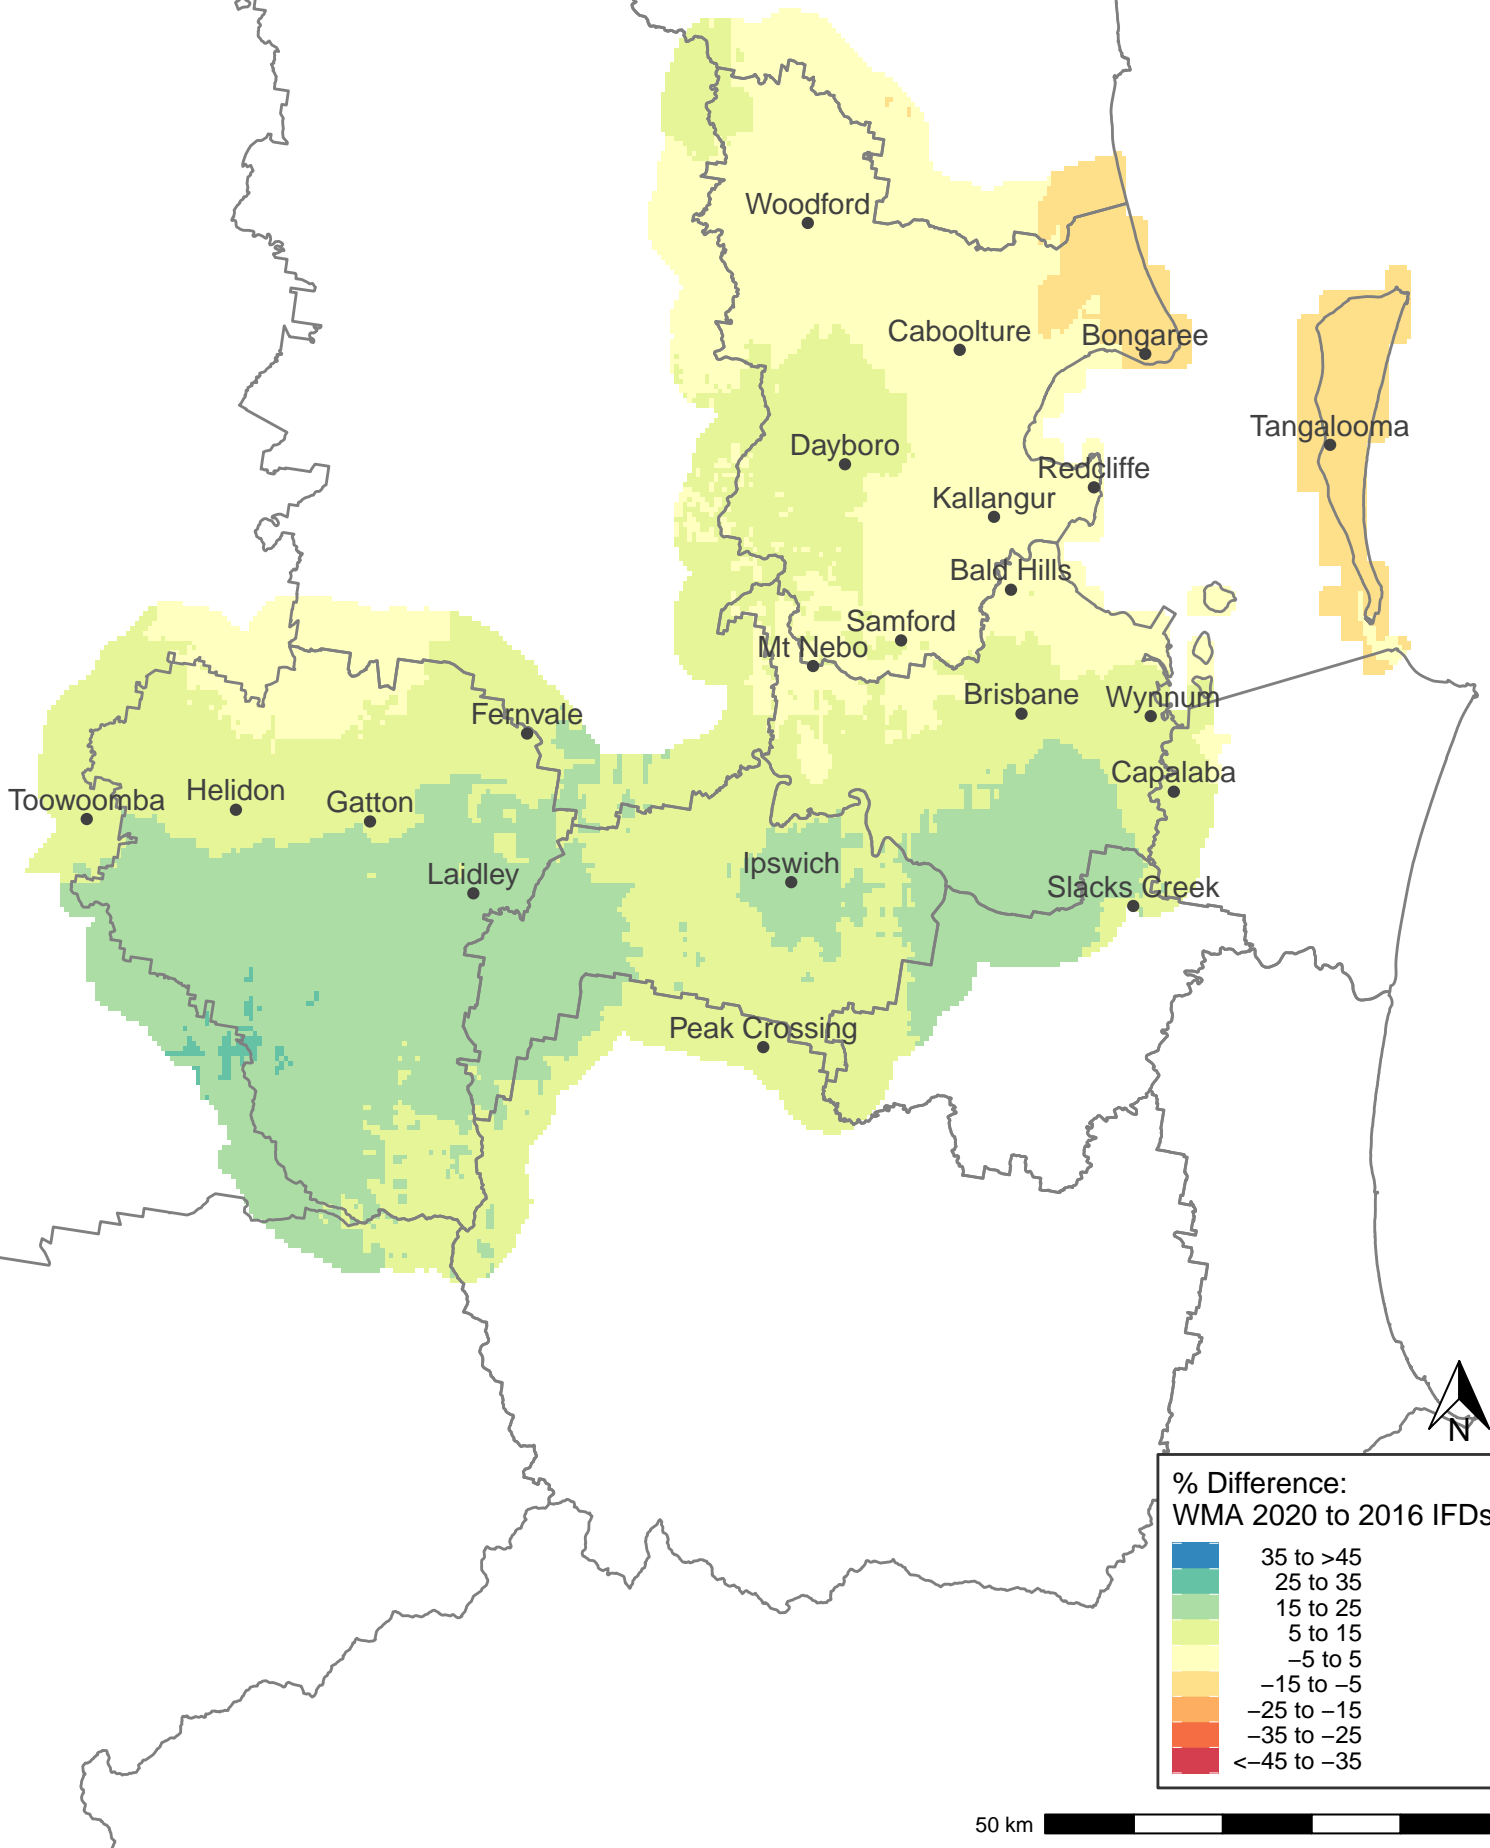 Woodford
Caboolture
Bongaree
Tangalooma
Dayboro
Redcliffe
Kallangur
Bald Hills
Samford
Mt Nebo
Brisbane
Wynnum
Fernvale
Capalaba
Toowoomba
Helidon
Gatton
Ipswich
Laidley
Slacks Creek
Peak Crossing
N
% Difference:
WMA 2020 to 2016 IFDs
35 to >45
25 to 35
15 to 25
5 to 15
−5 to 5
−15 to −5
−25 to −15
−35 to −25
<−45 to −35
50 km